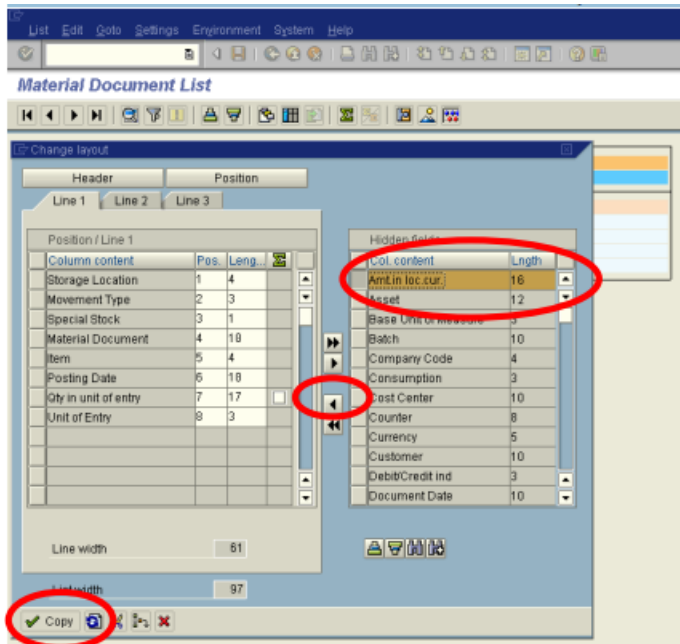 List Edit Goto Settings Environment System Help
Material Document List
Change layout
Header Position
Line 1 Line 2 Line 3
Position / Line 1
Column content Pos. Leng...
Storage Location 1 4
Movement Type 2 3
Special Stock 3 1
Material Document 4 10
Item 5 4
Posting Date 6 10
Qty in unit of entry 7 17
Unit of Entry 8 3
Line width 61
List width 97
Hidden fields
Col. content Lngth
Amt.in loc.cur. 16
Asset 12
Base Unit of Measure 3
Batch 10
Company Code 4
Consumption 3
Cost Center 10
Counter 8
Currency 5
Customer 10
Debit/Credit ind 3
Document Date 10
Copy